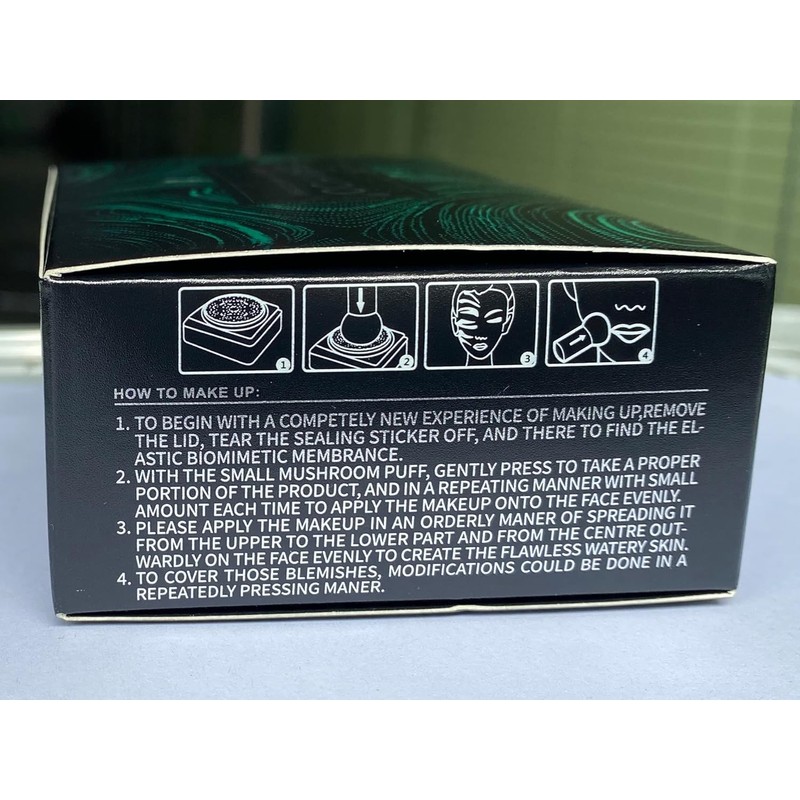 1
2
3
4
HOW TO MAKE UP:
1. TO BEGIN WITH A COMPETELY NEW EXPERIENCE OF MAKING UP,REMOVE
THE LID, TEAR THE SEALING STICKER OFF, AND THERE TO FIND THE EL-
ASTIC BIOMIMETIC MEMBRANCE.
2. WITH THE SMALL MUSHROOM PUFF, GENTLY PRESS TO TAKE A PROPER
PORTION OF THE PRODUCT, AND IN A REPEATING MANNER WITH SMALL
AMOUNT EACH TIME TO APPLY THE MAKEUP ONTO THE FACE EVENLY.
3. PLEASE APPLY THE MAKEUP IN AN ORDERLY MANER OF SPREADING IT
FROM THE UPPER TO THE LOWER PART AND FROM THE CENTRE OUT-
WARDLY ON THE FACE EVENLY TO CREATE THE FLAWLESS WATERY SKIN.
4. TO COVER THOSE BLEMISHES, MODIFICATIONS COULD BE DONE IN A
REPEATEDLY PRESSING MANER.